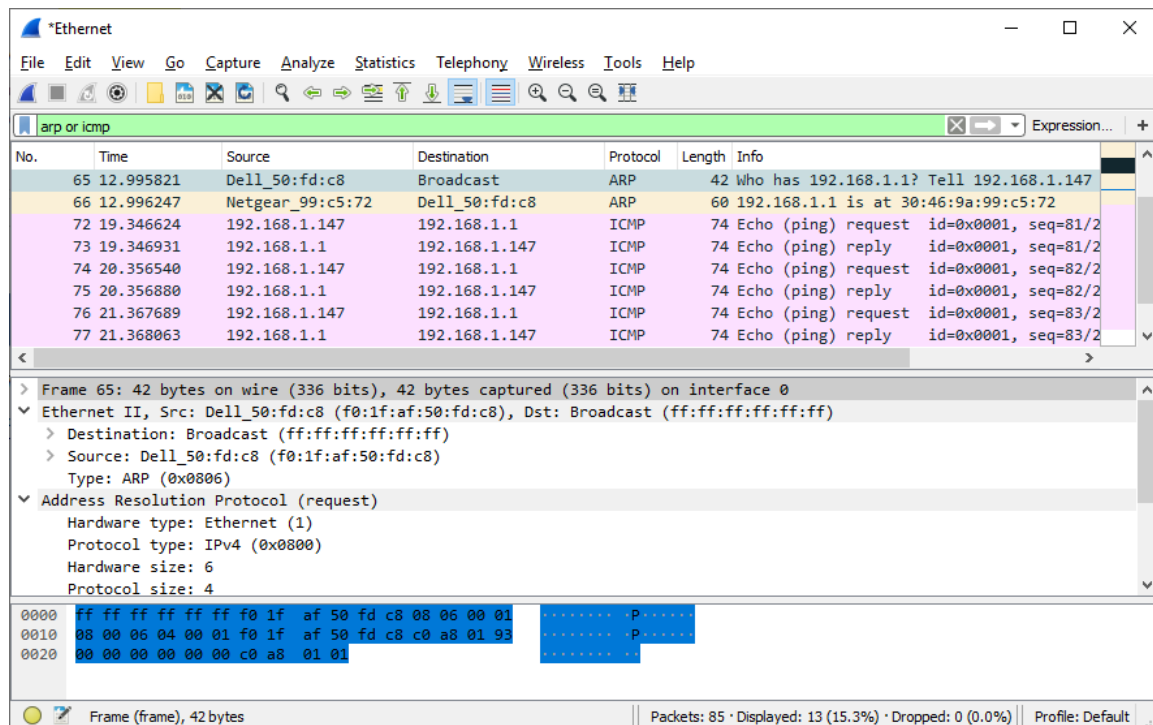 *Ethernet
File Edit View Go Capture Analyze Statistics Telephony Wireless Tools Help
arp or icmp Expression... +
No. Time Source Destination Protocol Length Info
65 12.995821 Dell_50:fd:c8 Broadcast ARP 42 Who has 192.168.1.1? Tell 192.168.1.147
66 12.996247 Netgear_99:c5:72 Dell_50:fd:c8 ARP 60 192.168.1.1 is at 30:46:9a:99:c5:72
72 19.346624 192.168.1.147 192.168.1.1 ICMP 74 Echo (ping) request id=0x0001, seq=81/2
73 19.346931 192.168.1.1 192.168.1.147 ICMP 74 Echo (ping) reply id=0x0001, seq=81/2
74 20.356540 192.168.1.147 192.168.1.1 ICMP 74 Echo (ping) request id=0x0001, seq=82/2
75 20.356880 192.168.1.1 192.168.1.147 ICMP 74 Echo (ping) reply id=0x0001, seq=82/2
76 21.367689 192.168.1.147 192.168.1.1 ICMP 74 Echo (ping) request id=0x0001, seq=83/2
77 21.368063 192.168.1.1 192.168.1.147 ICMP 74 Echo (ping) reply id=0x0001, seq=83/2
Frame 65: 42 bytes on wire (336 bits), 42 bytes captured (336 bits) on interface 0
Ethernet II, Src: Dell_50:fd:c8 (f0:1f:af:50:fd:c8), Dst: Broadcast (ff:ff:ff:ff:ff:ff)
Destination: Broadcast (ff:ff:ff:ff:ff:ff)
Source: Dell_50:fd:c8 (f0:1f:af:50:fd:c8)
Type: ARP (0x0806)
Address Resolution Protocol (request)
Hardware type: Ethernet (1)
Protocol type: IPv4 (0x0800)
Hardware size: 6
Protocol size: 4
0000 ff ff ff ff ff ff f0 1f af 50 fd c8 08 06 00 01 ········ ·P······
0010 08 00 06 04 00 01 f0 1f af 50 fd c8 c0 a8 01 93 ········ ·P······
0020 00 00 00 00 00 00 c0 a8 01 01 ········ ··
Frame (frame), 42 bytes Packets: 85 · Displayed: 13 (15.3%) · Dropped: 0 (0.0%) Profile: Default